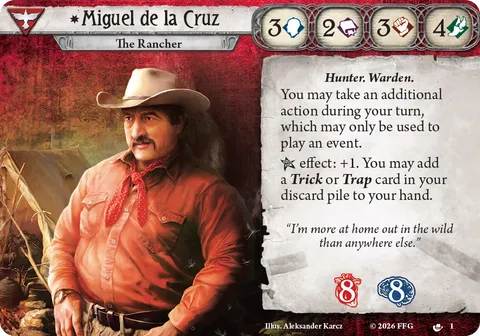 *Miguel de la Cruz
The Rancher
3 2 3 4
Hunter. Warden.
You may take an additional
action during your turn,
which may only be used to
play an event.
effect: +1. You may add
a Trick or Trap card in your
discard pile to your hand.
“I’m more at home out in the wild
than anywhere else.”
8 8
Illus. Aleksander Karcz © 2026 FFG 1